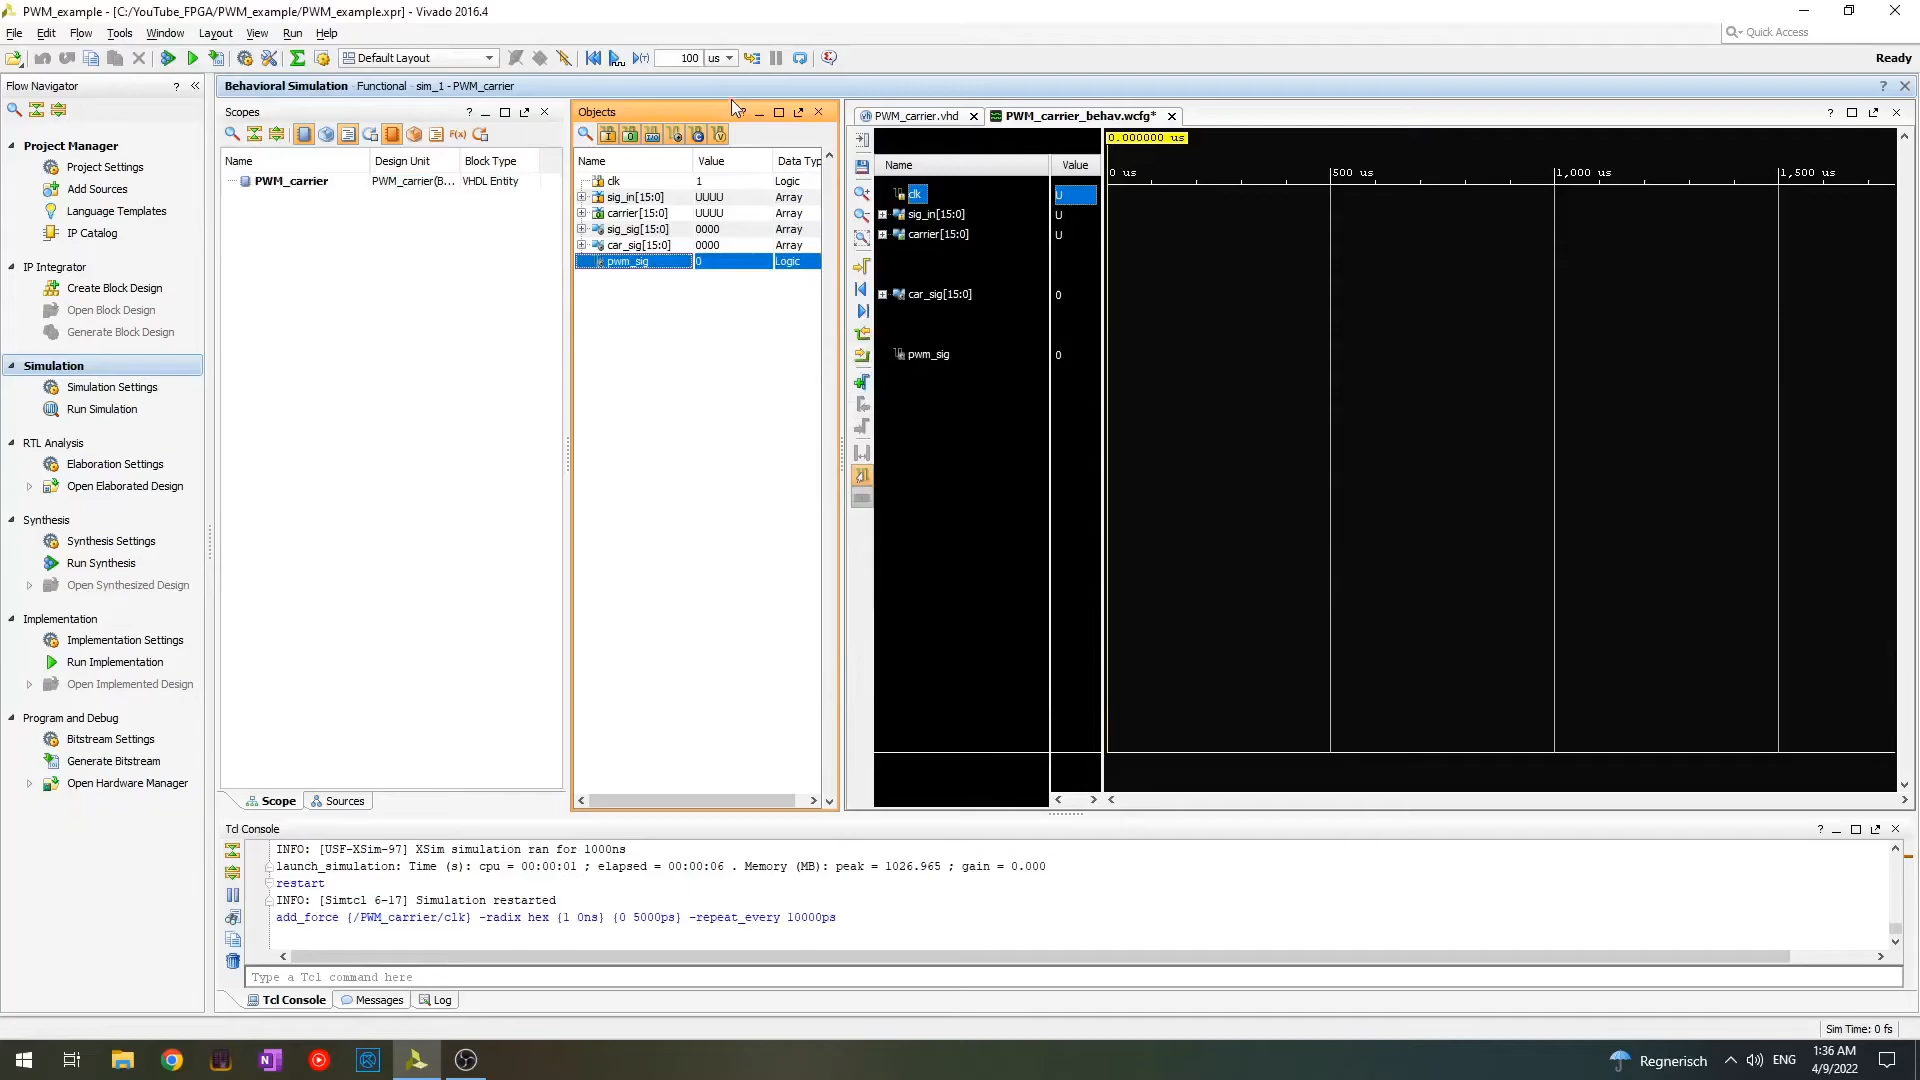 PWM_example - [C:/YouTube_FPGA/PWM_example/PWM_example.xpr] - Vivado 2016.4
File Edit Flow Tools Window Layout View Run Help
Quick Access
Default Layout
100 us
Ready
Flow Navigator ? «
Behavioral Simulation - Functional - sim_1 - PWM_carrier
Project Manager
Project Settings
Add Sources
Language Templates
IP Catalog
IP Integrator
Create Block Design
Open Block Design
Generate Block Design
Simulation
Simulation Settings
Run Simulation
RTL Analysis
Elaboration Settings
Open Elaborated Design
Synthesis
Synthesis Settings
Run Synthesis
Open Synthesized Design
Implementation
Implementation Settings
Run Implementation
Open Implemented Design
Program and Debug
Bitstream Settings
Generate Bitstream
Open Hardware Manager
Scopes
Name Design Unit Block Type
PWM_carrier PWM_carrier(B... VHDL Entity
Scope Sources
Objects
Name Value Data Typ
clk 1 Logic
sig_in[15:0] UUUU Array
carrier[15:0] UUUU Array
sig_sig[15:0] 0000 Array
car_sig[15:0] 0000 Array
pwm_sig 0 Logic
PWM_carrier.vhd PWM_carrier_behav.wcfg*
Name Value
clk U
sig_in[15:0] U
carrier[15:0] U
car_sig[15:0] 0
pwm_sig 0
0.000000 us
0 us 500 us 1,000 us 1,500 us
Tcl Console
INFO: [USF-XSim-97] XSim simulation ran for 1000ns
launch_simulation: Time (s): cpu = 00:00:01 ; elapsed = 00:00:06 . Memory (MB): peak = 1026.965 ; gain = 0.000
restart
INFO: [Simtcl 6-17] Simulation restarted
add_force {/PWM_carrier/clk} -radix hex {1 0ns} {0 5000ps} -repeat_every 10000ps
Type a Tcl command here
Tcl Console Messages Log
Sim Time: 0 fs
Regnerisch
ENG
1:36 AM
4/9/2022